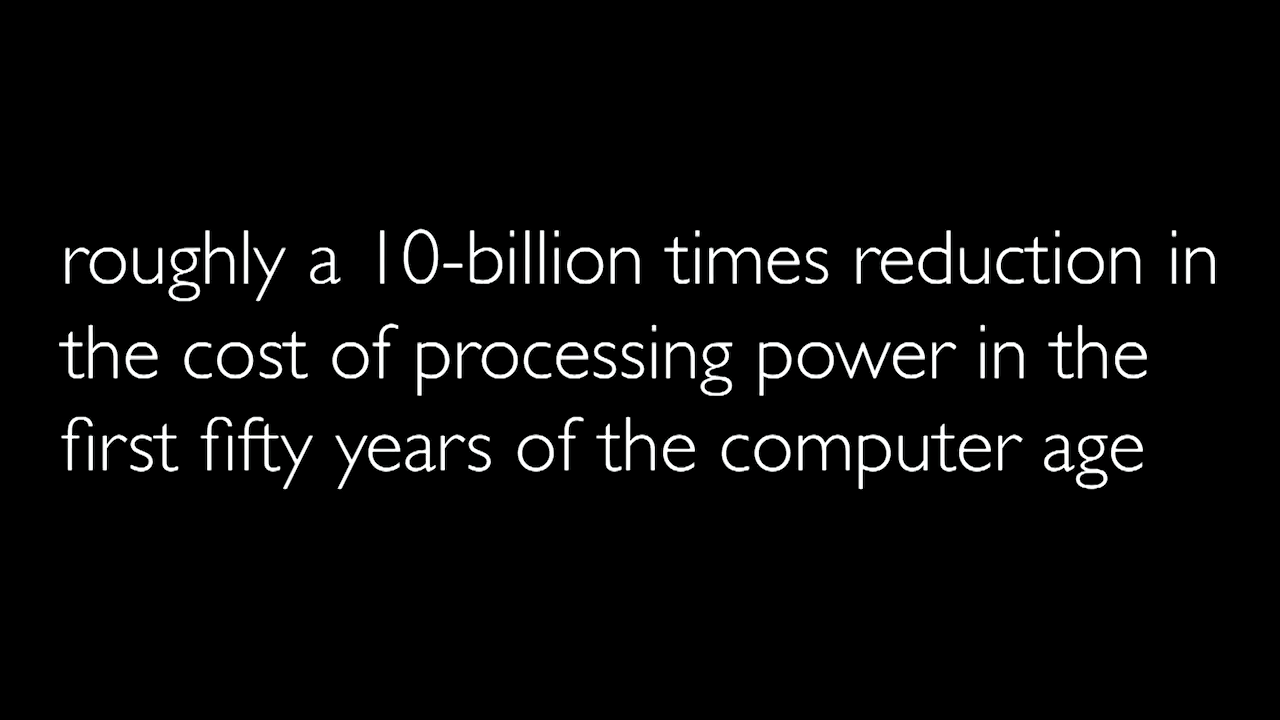 roughly a 10-billion times reduction in
the cost of processing power in the
first fifty years of the computer age